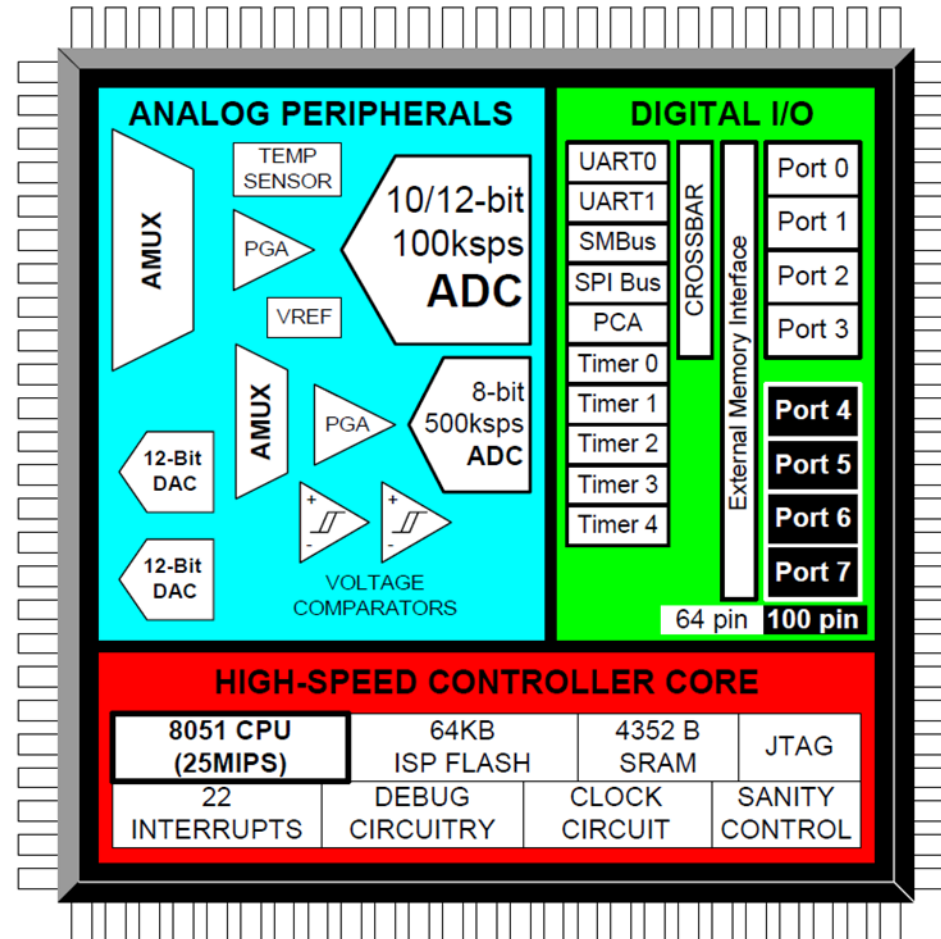 ANALOG PERIPHERALS
AMUX
TEMP
SENSOR
PGA
VREF
10/12-bit
100ksps
ADC
AMUX
PGA
8-bit
500ksps
ADC
12-Bit
DAC
12-Bit
DAC
+
-
+
-
VOLTAGE
COMPARATORS
DIGITAL I/O
UART0
UART1
SMBus
SPI Bus
PCA
Timer 0
Timer 1
Timer 2
Timer 3
Timer 4
CROSSBAR
External Memory Interface
Port 0
Port 1
Port 2
Port 3
Port 4
Port 5
Port 6
Port 7
64 pin 100 pin
HIGH-SPEED CONTROLLER CORE
8051 CPU
(25MIPS)
64KB
ISP FLASH
4352 B
SRAM
JTAG
22
INTERRUPTS
DEBUG
CIRCUITRY
CLOCK
CIRCUIT
SANITY
CONTROL